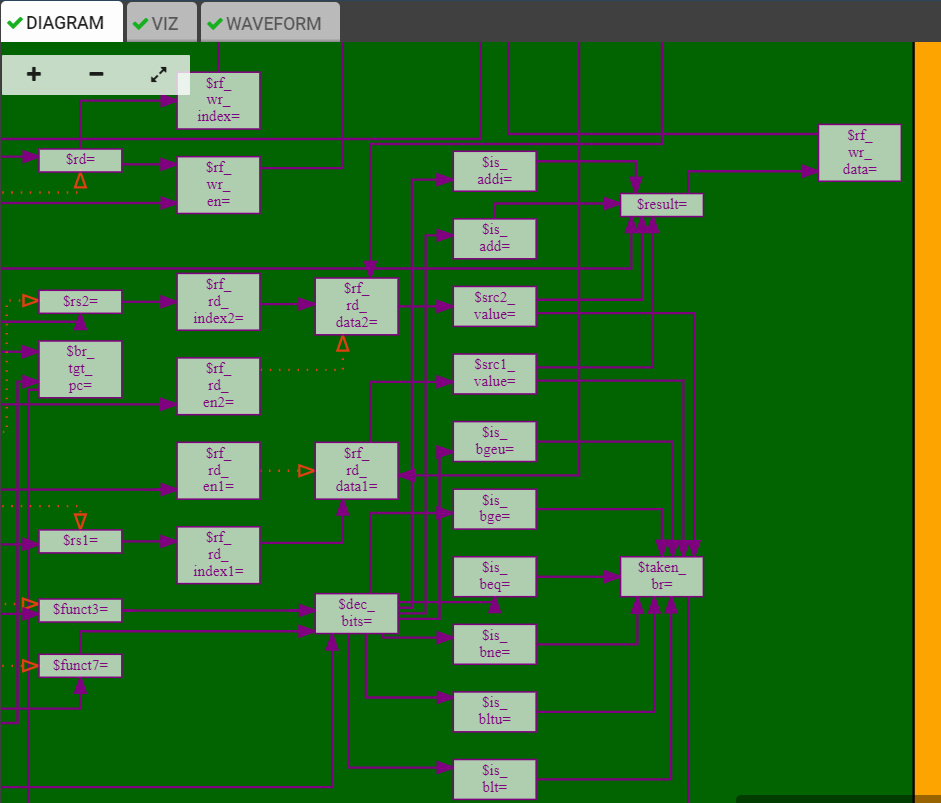 DIAGRAM
VIZ
WAVEFORM
$rf_
wr_
index=
$rd=
$rf_
wr_
en=
$rs2=
$rf_
rd_
index2=
$br_
tgt_
pc=
$rf_
rd_
en2=
$rf_
rd_
en1=
$rs1=
$rf_
rd_
index1=
$funct3=
$funct7=
$rf_
rd_
data2=
$rf_
rd_
data1=
$dec_
bits=
$is_
addi=
$is_
add=
$src2_
value=
$src1_
value=
$is_
bgeu=
$is_
bge=
$is_
beq=
$is_
bne=
$is_
bltu=
$is_
blt=
$result=
$taken_
br=
$rf_
wr_
data=